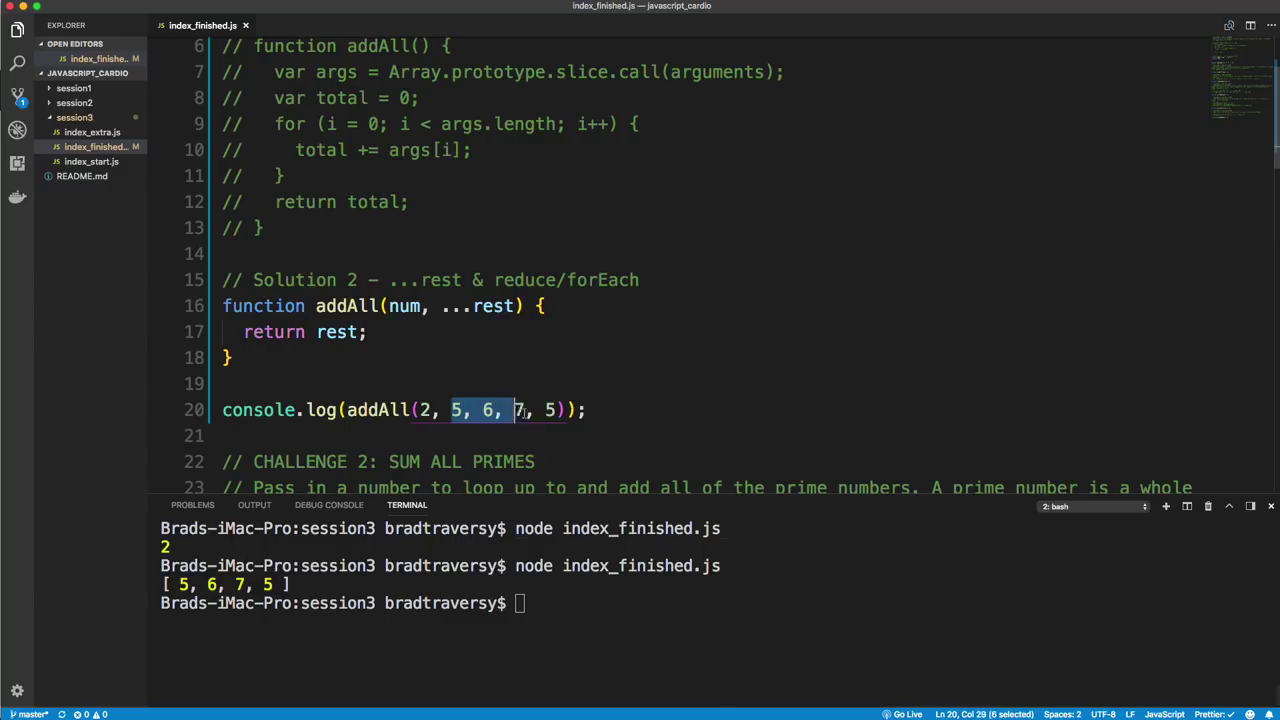 index_finished.js — javascript_cardio
EXPLORER
OPEN EDITORS
index_finishe... M
JAVASCRIPT_CARDIO
session1
session2
session3
index_extra.js
index_finished... M
index_start.js
README.md
1
index_finished.js ×
6 // function addAll() {
7 //   var args = Array.prototype.slice.call(arguments);
8 //   var total = 0;
9 //   for (i = 0; i < args.length; i++) {
10 //     total += args[i];
11 //   }
12 //   return total;
13 // }
14
15 // Solution 2 - ...rest & reduce/forEach
16 function addAll(num, ...rest) {
17   return rest;
18 }
19
20 console.log(addAll(2, 5, 6, 7, 5));
21
22 // CHALLENGE 2: SUM ALL PRIMES
23 // Pass in a number to loop up to and add all of the prime numbers. A prime number is a whole
PROBLEMS OUTPUT DEBUG CONSOLE TERMINAL 2: bash
Brads-iMac-Pro:session3 bradtraversy$ node index_finished.js
2
Brads-iMac-Pro:session3 bradtraversy$ node index_finished.js
[ 5, 6, 7, 5 ]
Brads-iMac-Pro:session3 bradtraversy$
master* 0 0 Go Live Ln 20, Col 29 (6 selected) Spaces: 2 UTF-8 LF JavaScript Prettier: ✓